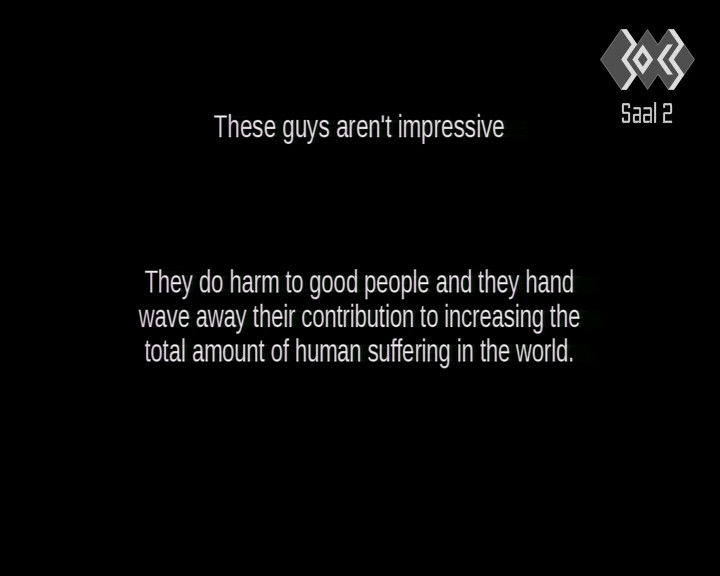 30C3
Saal 2
These guys aren't impressive
They do harm to good people and they hand
wave away their contribution to increasing the
total amount of human suffering in the world.